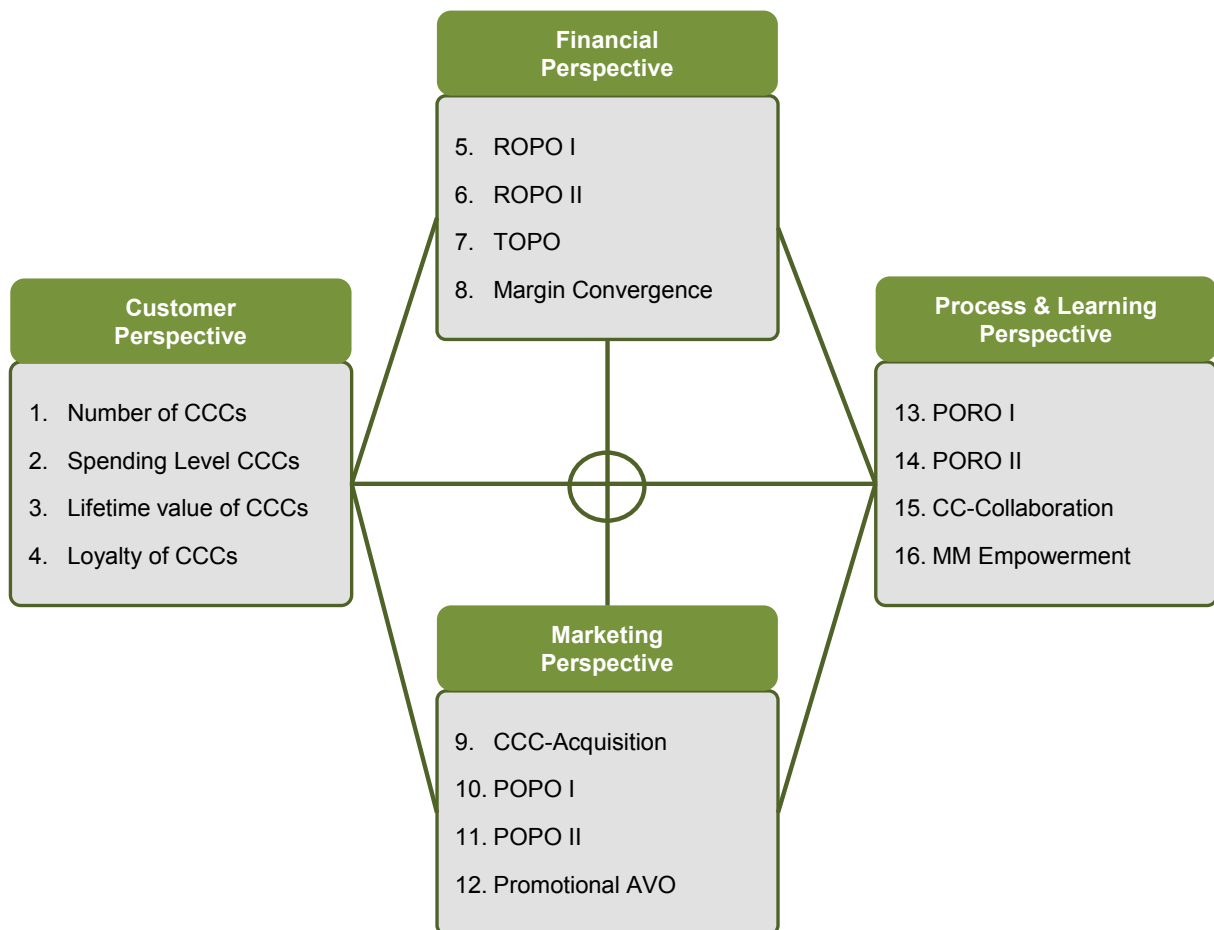 Financial
Perspective
5. ROPO I
6. ROPO II
7. TOPO
8. Margin Convergence
Customer
Perspective
1. Number of CCCs
2. Spending Level CCCs
3. Lifetime value of CCCs
4. Loyalty of CCCs
Process & Learning
Perspective
13. PORO I
14. PORO II
15. CC-Collaboration
16. MM Empowerment
Marketing
Perspective
9. CCC-Acquisition
10. POPO I
11. POPO II
12. Promotional AVO